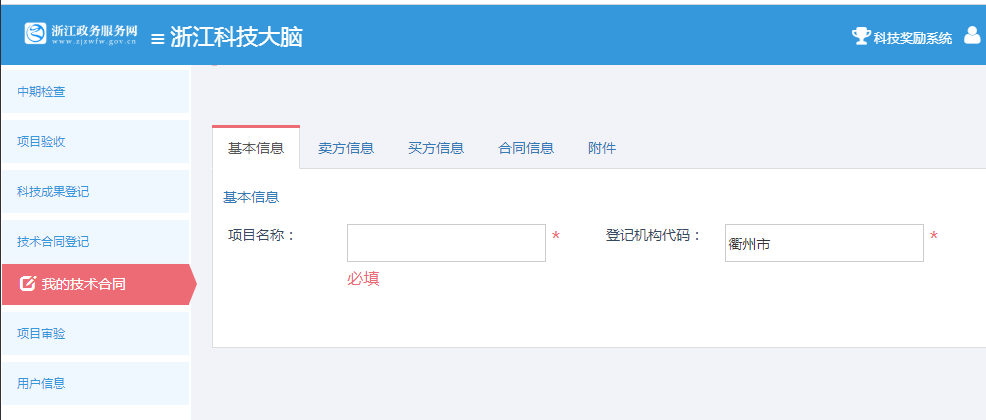 浙江政务服务网
www.zjzwfw.gov.cn
浙江科技大脑
科技奖励系统
中期检查
项目验收
科技成果登记
技术合同登记
我的技术合同
项目审验
用户信息
基本信息 卖方信息 买方信息 合同信息 附件
基本信息
项目名称： * 登记机构代码： 衢州市 *
必填